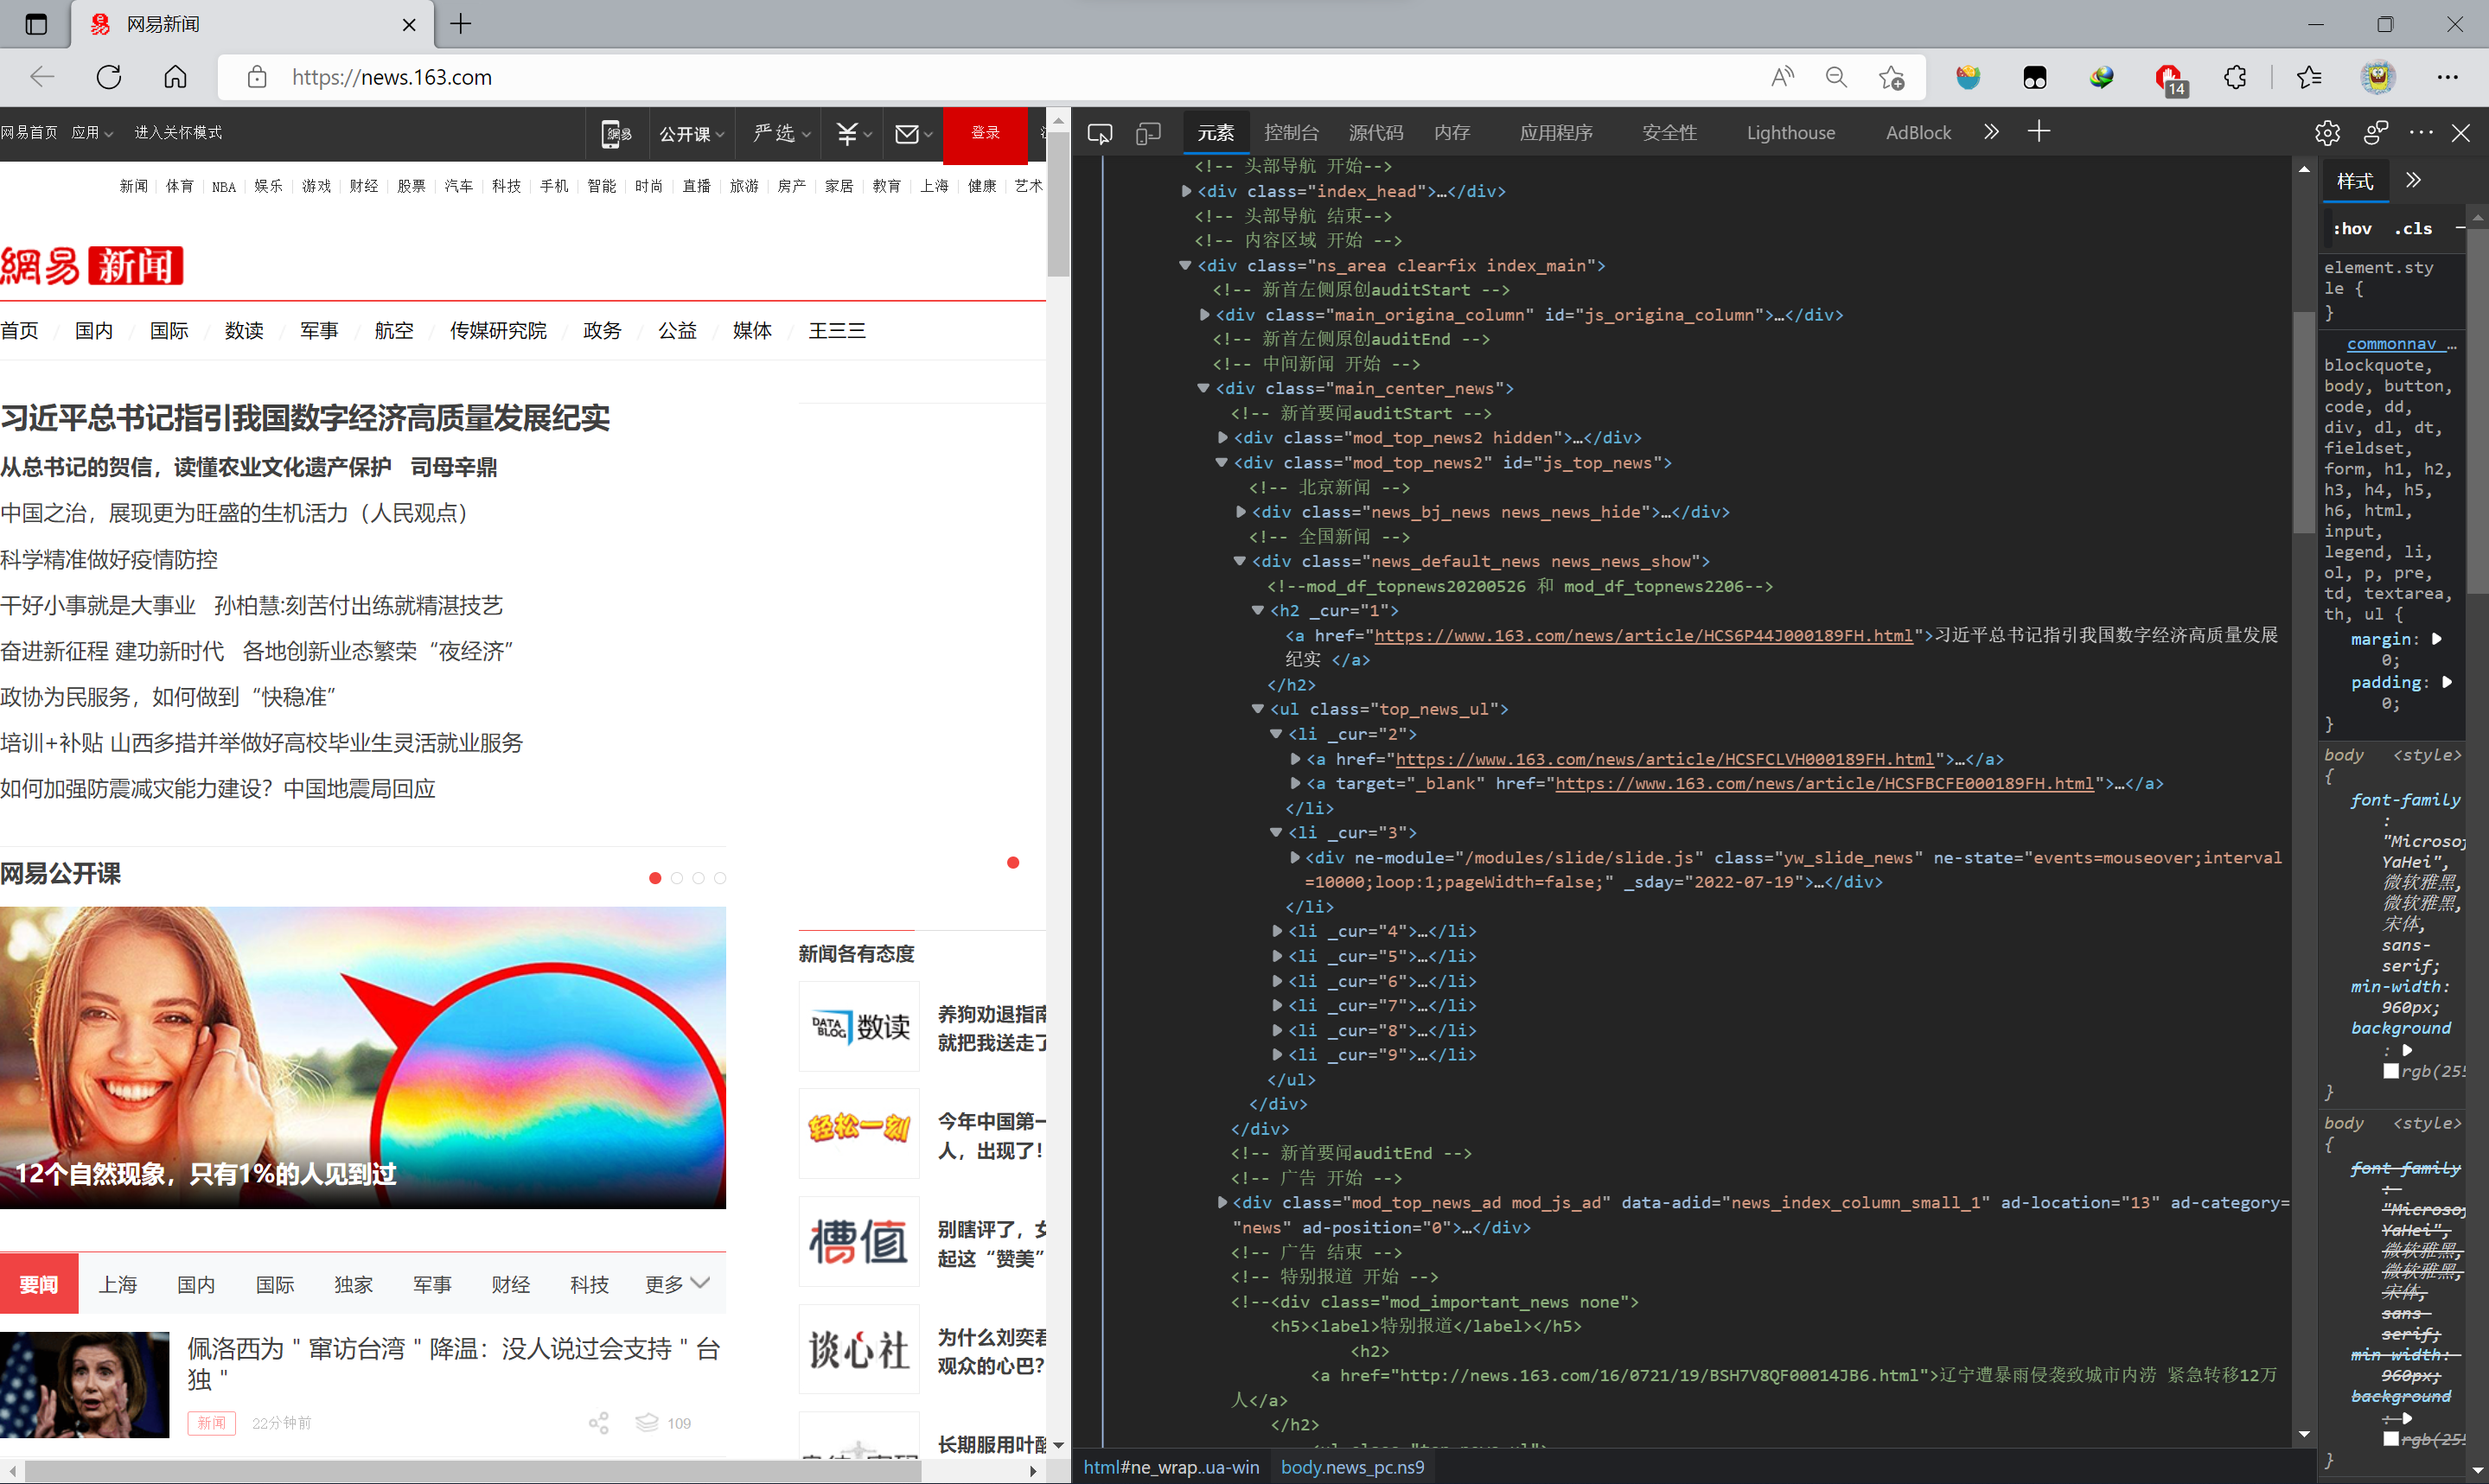 网易新闻
https://news.163.com
14
网易首页 应用 进入关怀模式
公开课 严选 登录
新闻 体育 NBA 娱乐 游戏 财经 股票 汽车 科技 手机 智能 时尚 直播 旅游 房产 家居 教育 上海 健康 艺术
網易 新闻
首页 / 国内 / 国际 / 数读 / 军事 / 航空 / 传媒研究院 / 政务 / 公益 / 媒体 / 王三三
习近平总书记指引我国数字经济高质量发展纪实
从总书记的贺信，读懂农业文化遗产保护 司母辛鼎
中国之治，展现更为旺盛的生机活力（人民观点）
科学精准做好疫情防控
干好小事就是大事业 孙柏慧:刻苦付出练就精湛技艺
奋进新征程 建功新时代 各地创新业态繁荣“夜经济”
政协为民服务，如何做到“快稳准”
培训+补贴 山西多措并举做好高校毕业生灵活就业服务
如何加强防震减灾能力建设？中国地震局回应
网易公开课
12个自然现象，只有1%的人见到过
要闻 上海 国内 国际 独家 军事 财经 科技 更多
佩洛西为＂窜访台湾＂降温：没人说过会支持＂台
独＂
新闻 22分钟前 109
新闻各有态度
DATA BLOG 数读
养狗劝退指南
就把我送走了
轻松一刻
今年中国第一
人，出现了！
槽值
别瞎评了，女
起这“赞美”
谈心社
为什么刘奕君
观众的心巴？
长期服用叶酸
元素 控制台 源代码 内存 应用程序 安全性 Lighthouse AdBlock
<!-- 头部导航 开始-->
<div class="index_head">…</div>
<!-- 头部导航 结束-->
<!-- 内容区域 开始 -->
<div class="ns_area clearfix index_main">
<!-- 新首左侧原创auditStart -->
<div class="main_origina_column" id="js_origina_column">…</div>
<!-- 新首左侧原创auditEnd -->
<!-- 中间新闻 开始 -->
<div class="main_center_news">
<!-- 新首要闻auditStart -->
<div class="mod_top_news2 hidden">…</div>
<div class="mod_top_news2" id="js_top_news">
<!-- 北京新闻 -->
<div class="news_bj_news news_news_hide">…</div>
<!-- 全国新闻 -->
<div class="news_default_news news_news_show">
<!--mod_df_topnews20200526 和 mod_df_topnews2206-->
<h2 _cur="1">
<a href="https://www.163.com/news/article/HCS6P44J000189FH.html">习近平总书记指引我国数字经济高质量发展
纪实 </a>
</h2>
<ul class="top_news_ul">
<li _cur="2">
<a href="https://www.163.com/news/article/HCSFCLVH000189FH.html">…</a>
<a target="_blank" href="https://www.163.com/news/article/HCSFBCFE000189FH.html">…</a>
</li>
<li _cur="3">
<div ne-module="/modules/slide/slide.js" class="yw_slide_news" ne-state="events=mouseover;interval
=10000;loop:1;pageWidth=false;" _sday="2022-07-19">…</div>
</li>
<li _cur="4">…</li>
<li _cur="5">…</li>
<li _cur="6">…</li>
<li _cur="7">…</li>
<li _cur="8">…</li>
<li _cur="9">…</li>
</ul>
</div>
</div>
<!-- 新首要闻auditEnd -->
<!-- 广告 开始 -->
<div class="mod_top_news_ad mod_js_ad" data-adid="news_index_column_small_1" ad-location="13" ad-category=
"news" ad-position="0">…</div>
<!-- 广告 结束 -->
<!-- 特别报道 开始 -->
<!--<div class="mod_important_news none">
<h5><label>特别报道</label></h5>
<h2>
<a href="http://news.163.com/16/0721/19/BSH7V8QF00014JB6.html">辽宁遭暴雨侵袭致城市内涝 紧急转移12万
人</a>
</h2>
<ul class="top_news_ul">
html#ne_wrap..ua-win body.news_pc.ns9
样式
:hov .cls
element.sty
le {
}
commonnav_…
blockquote,
body, button,
code, dd,
div, dl, dt,
fieldset,
form, h1, h2,
h3, h4, h5,
h6, html,
input,
legend, li,
ol, p, pre,
td, textarea,
th, ul {
margin:
0;
padding:
0;
}
body <style>
{
font-family
:
"Microsof
YaHei",
微软雅黑,
微软雅黑,
宋体,
sans-
serif;
min-width:
960px;
background
:
rgb(255
}
body <style>
{
font-family
:
"Microsof
YaHei",
微软雅黑,
微软雅黑,
宋体,
sans-
serif;
min-width:
960px;
background
:
rgb(255
}